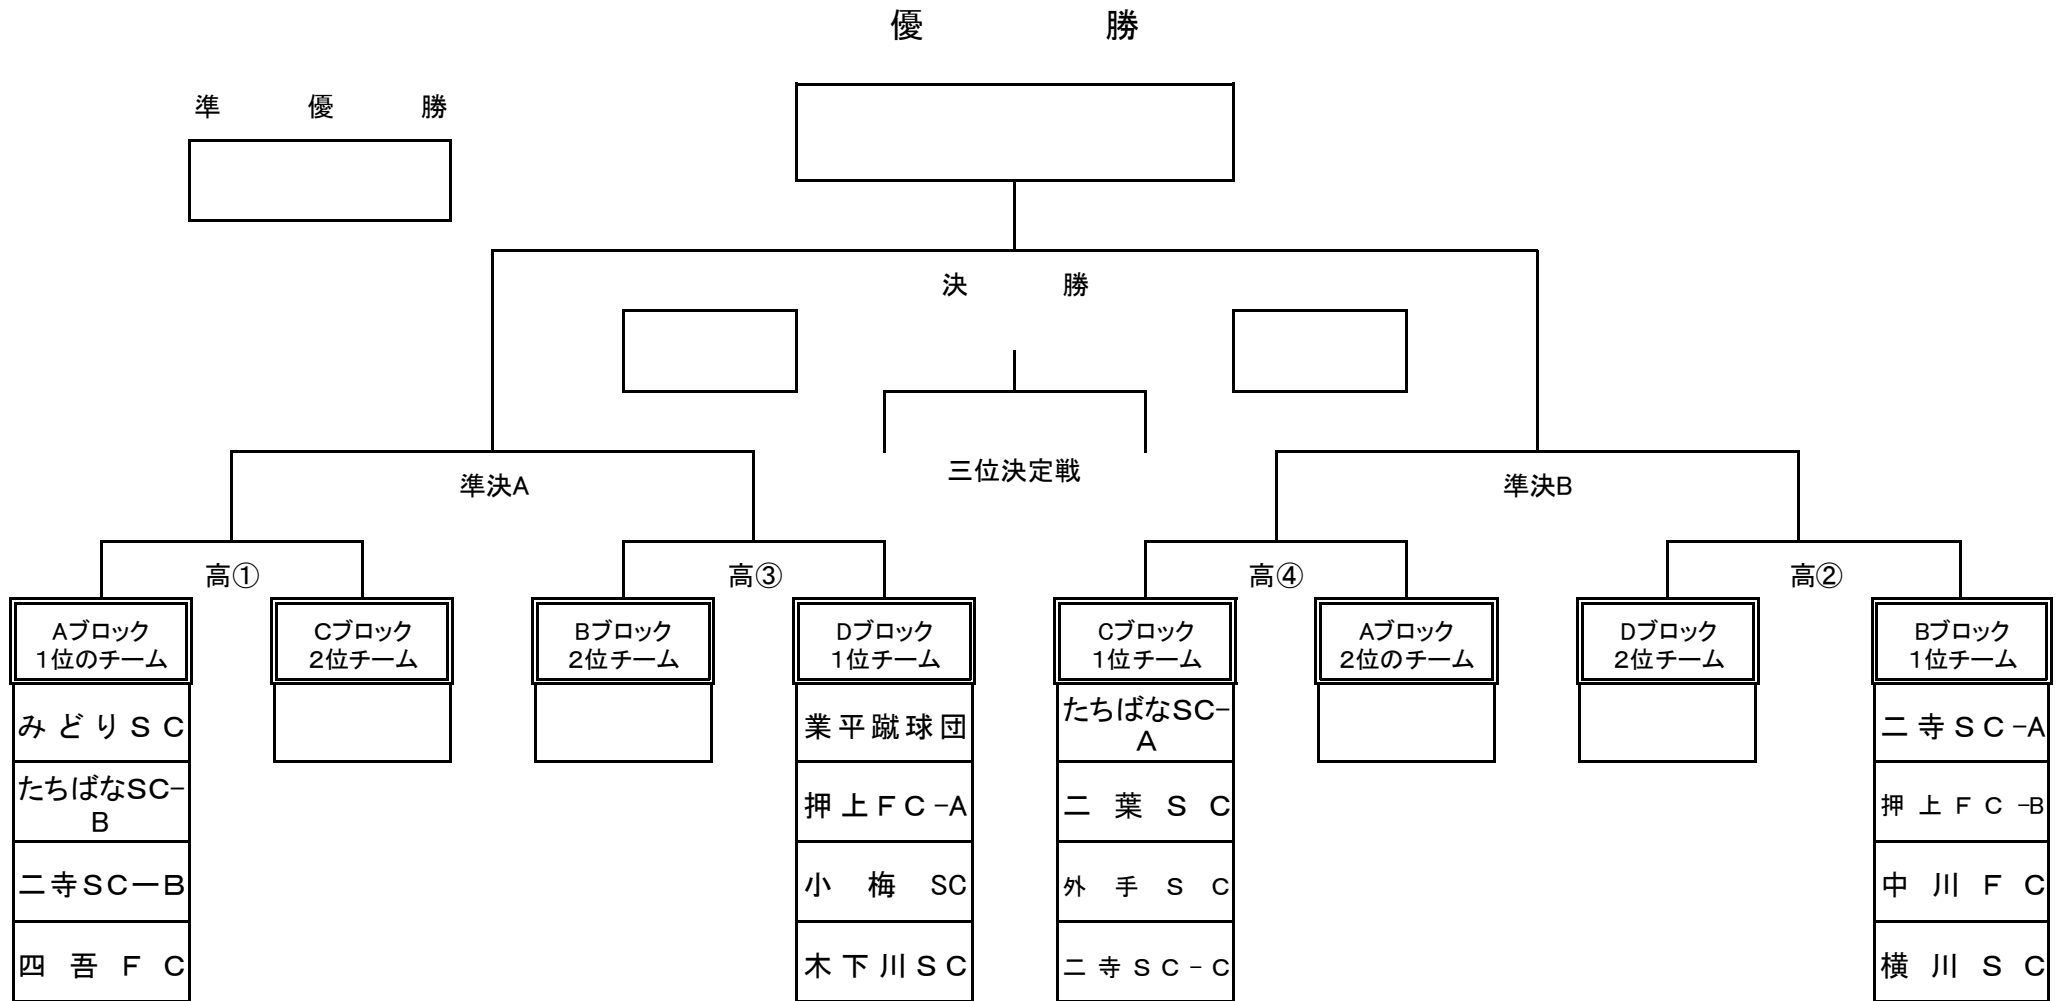 優 勝
準 優 勝
決 勝
三位決定戦
準決A
準決B
高①
高③
高④
高②
Aブロック
1位のチーム
Cブロック
2位チーム
Bブロック
2位チーム
Dブロック
1位チーム
Cブロック
1位チーム
Aブロック
2位のチーム
Dブロック
2位チーム
Bブロック
1位チーム
みどりSC
業平蹴球団
たちばなSC-
A
二寺SC-A
たちばなSC-
B
押上FC-A
二葉SC
押上FC-B
二寺SC－B
小梅SC
外手SC
中川FC
四吾FC
木下川SC
二寺SC-C
横川SC